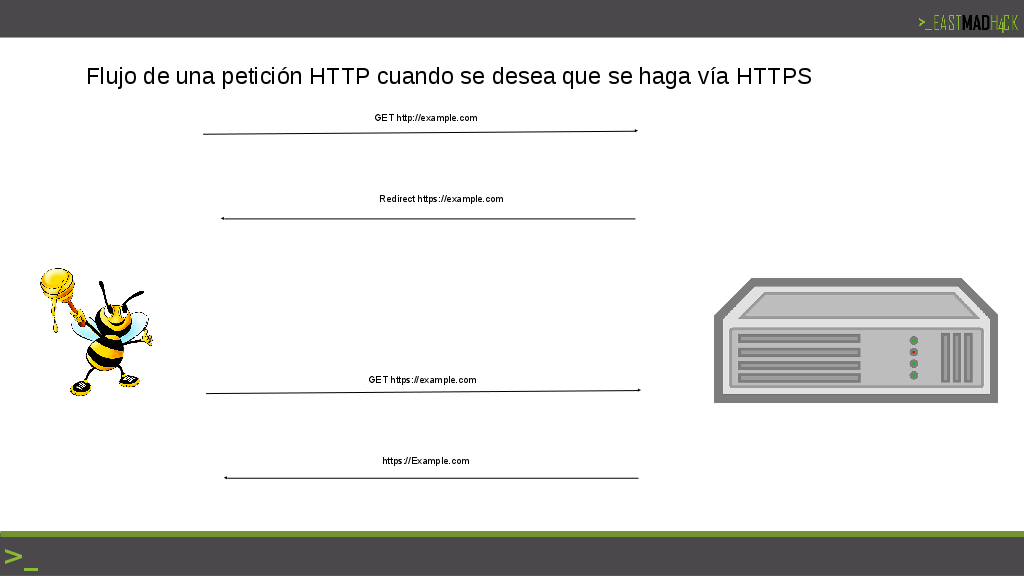 >_EASTMADH4CK
Flujo de una petición HTTP cuando se desea que se haga vía HTTPS
GET http://example.com
Redirect https://example.com
GET https://example.com
https://Example.com
>_